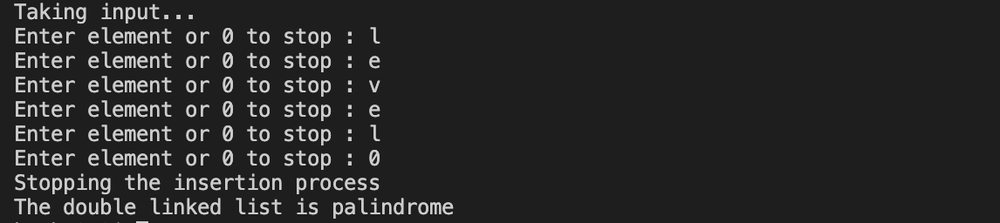 Taking input...
Enter element or 0 to stop : l
Enter element or 0 to stop : e
Enter element or 0 to stop : v
Enter element or 0 to stop : e
Enter element or 0 to stop : l
Enter element or 0 to stop : 0
Stopping the insertion process
The double linked list is palindrome